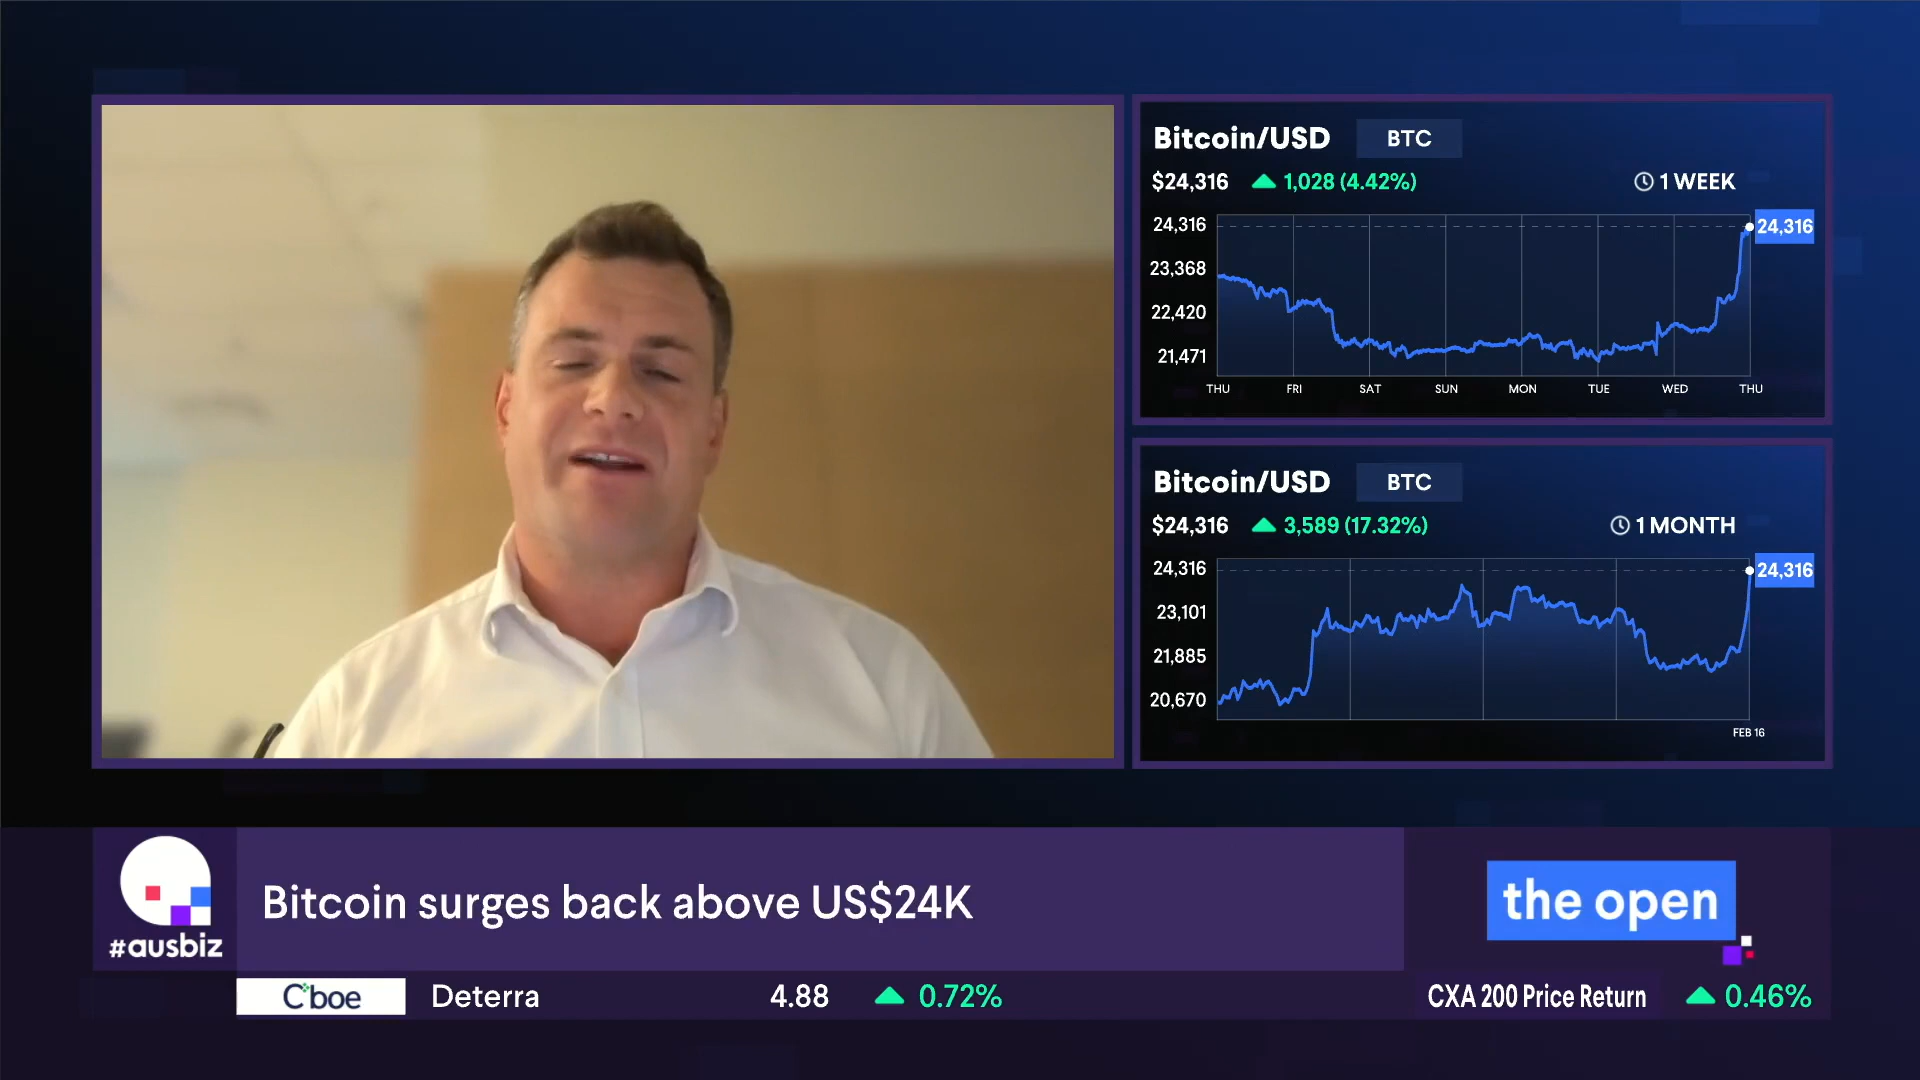 Bitcoin/USD BTC
$24,316 1,028 (4.42%) 1 WEEK
24,316 24,316
23,368
22,420
21,471
THU FRI SAT SUN MON TUE WED THU
Bitcoin/USD BTC
$24,316 3,589 (17.32%) 1 MONTH
24,316 24,316
23,101
21,885
20,670
FEB 16
Bitcoin surges back above US$24K
#ausbiz
the open
Cboe Deterra 4.88 0.72% CXA 200 Price Return 0.46%